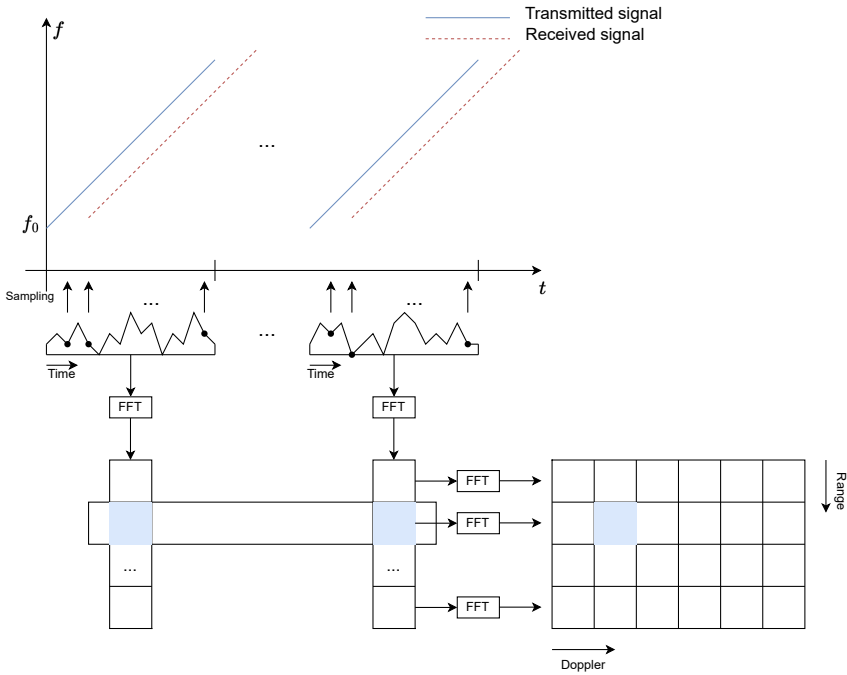 Transmitted signal
Received signal
f
...
f₀
t
Sampling
...
...
...
Time
Time
FFT
FFT
FFT
Range
FFT
...
...
FFT
Doppler